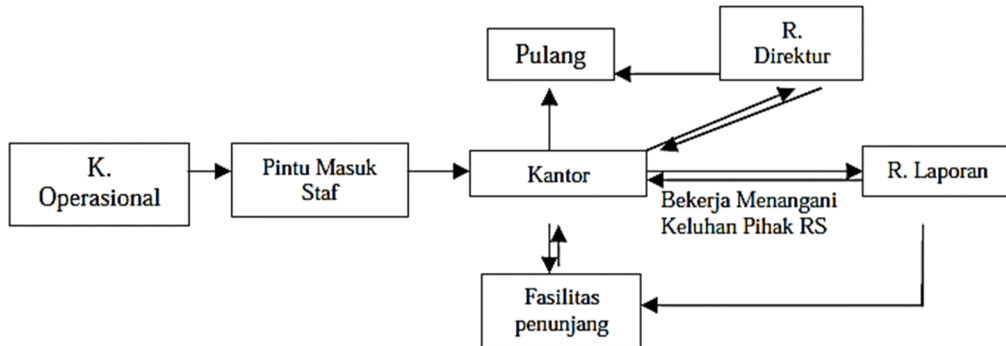 Pulang
R.
Direktur
K.
Operasional
Pintu Masuk
Staf
Kantor
R. Laporan
Bekerja Menangani
Keluhan Pihak RS
Fasilitas
penunjang